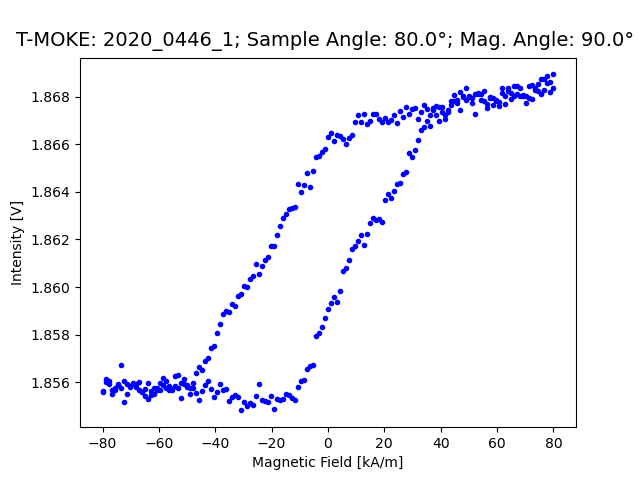 T-MOKE: 2020_0446_1; Sample Angle: 80.0°; Mag. Angle: 90.0°
1.868
1.866
1.864
1.862
1.860
1.858
1.856
Intensity [V]
−80 −60 −40 −20 0 20 40 60 80
Magnetic Field [kA/m]